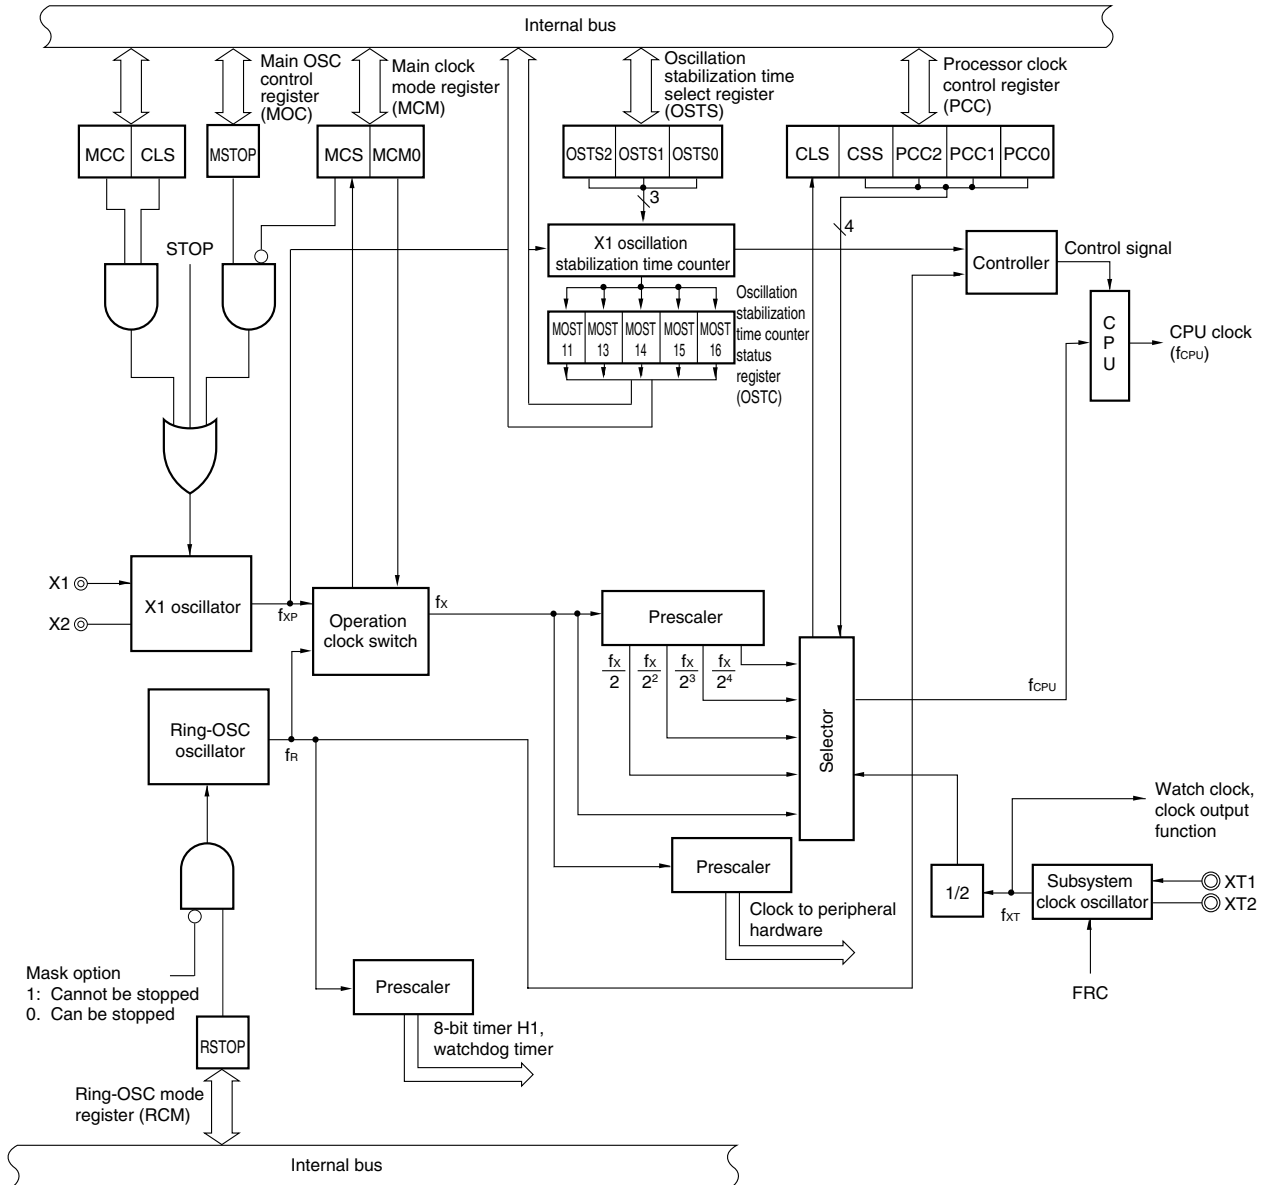 Internal bus
Main OSC
control
register
(MOC)
Main clock
mode register
(MCM)
Oscillation
stabilization time
select register
(OSTS)
Processor clock
control register
(PCC)
MCC CLS
MSTOP
MCS MCM0
OSTS2 OSTS1 OSTS0
CLS CSS PCC2 PCC1 PCC0
3
4
STOP
X1 oscillation
stabilization time counter
Controller
Control signal
Oscillation
stabilization
time counter
status
register
(OSTC)
MOST 11
MOST 13
MOST 14
MOST 15
MOST 16
CPU
CPU clock
(fCPU)
X1
X2
X1 oscillator
fXP
Operation
clock switch
fX
Prescaler
fX/2
fX/2²
fX/2³
fX/2⁴
Selector
fCPU
Ring-OSC
oscillator
fR
Watch clock,
clock output
function
Prescaler
1/2
fXT
Subsystem
clock oscillator
XT1
XT2
Clock to peripheral
hardware
FRC
Mask option
1: Cannot be stopped
0. Can be stopped
Prescaler
8-bit timer H1,
watchdog timer
RSTOP
Ring-OSC mode
register (RCM)
Internal bus